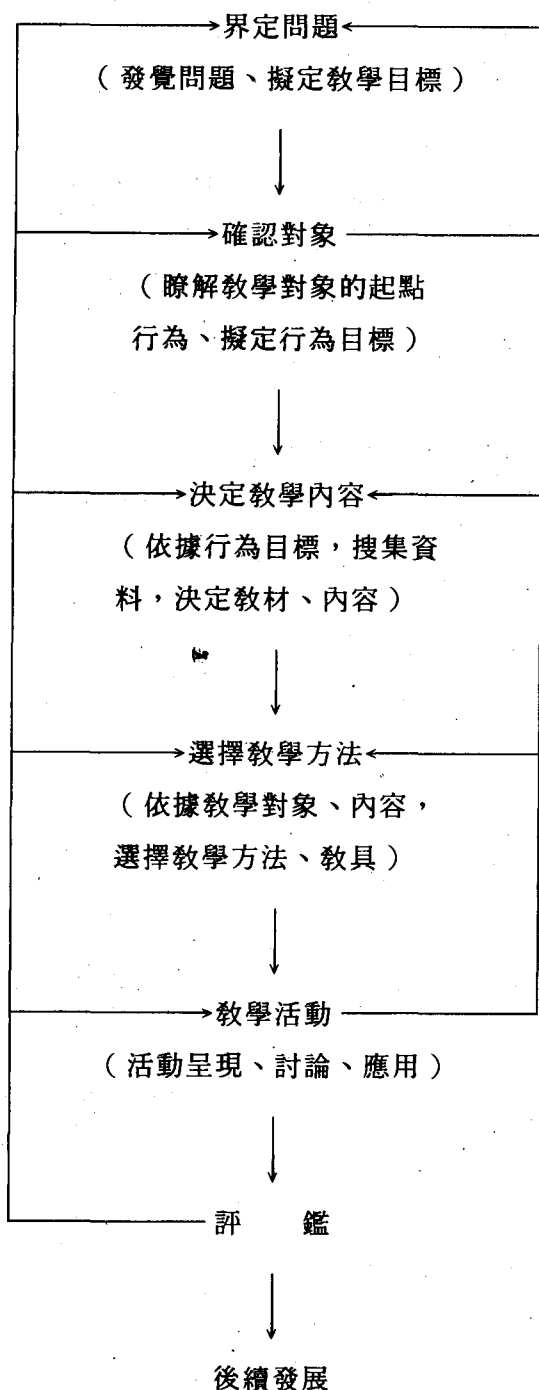 界定問題
（發覺問題、擬定教學目標）
確認對象
（瞭解教學對象的起點
行為、擬定行為目標）
決定教學內容
（依據行為目標，搜集資
料，決定教材、內容）
選擇教學方法
（依據教學對象、內容，
選擇教學方法、教具）
教學活動
（活動呈現、討論、應用）
評　鑑
後續發展